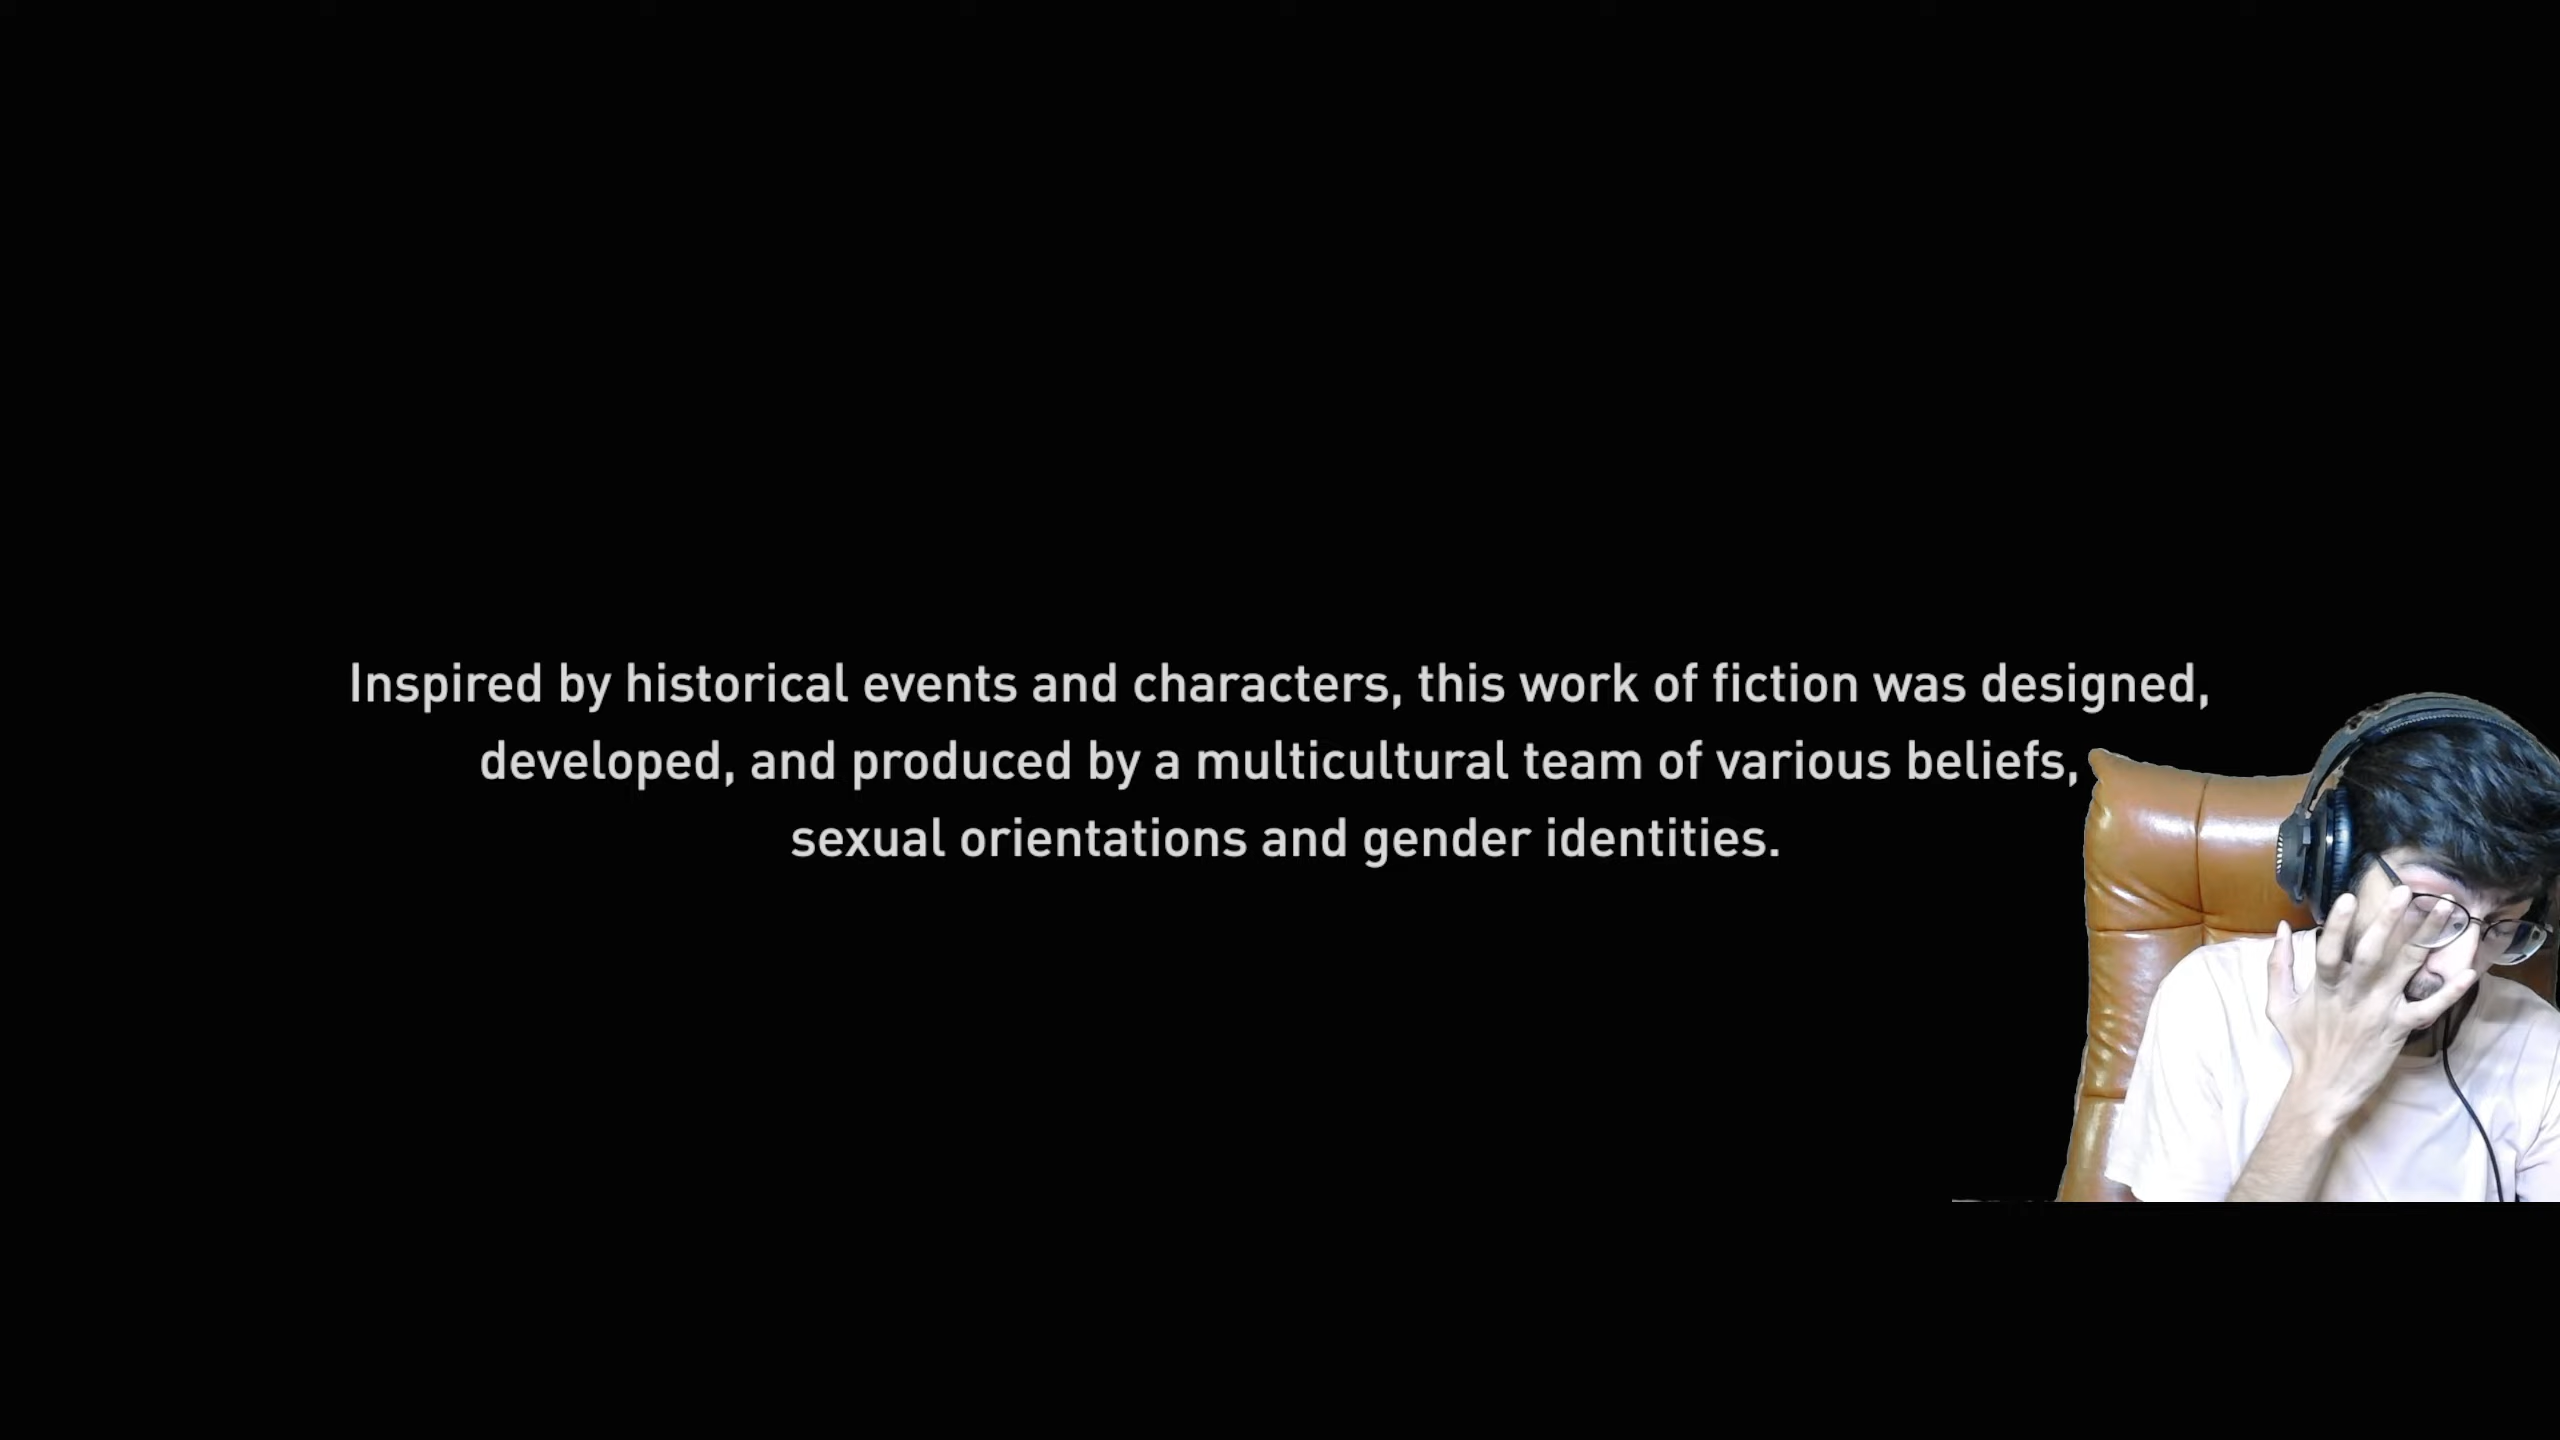 Inspired by historical events and characters, this work of fiction was designed,
developed, and produced by a multicultural team of various beliefs,
sexual orientations and gender identities.